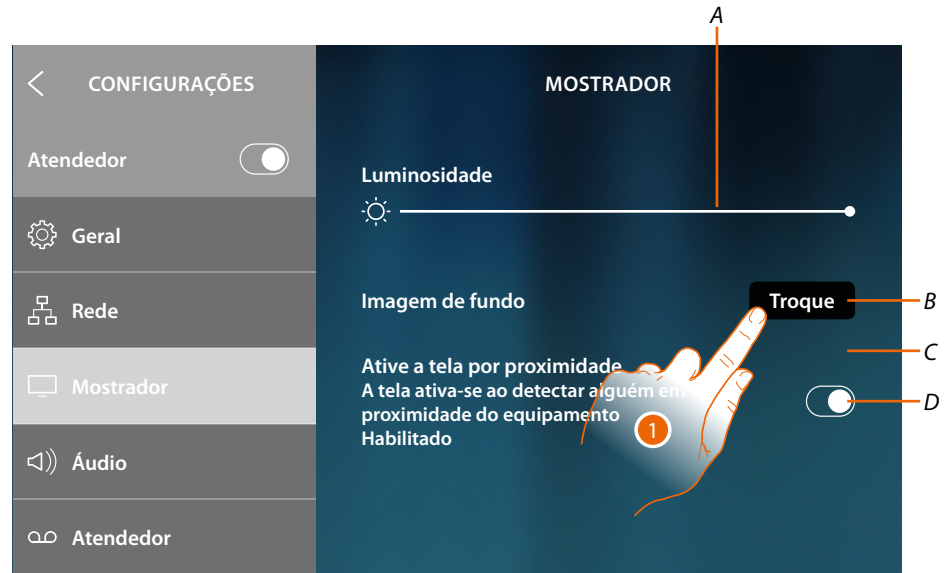 A
CONFIGURAÇÕES
MOSTRADOR
Atendedor
Luminosidade
Geral
Imagem de fundo
Troque
B
Rede
C
Ative a tela por proximidade
A tela ativa-se ao detectar alguém em
proximidade do equipamento
Habilitado
D
Mostrador
1
Áudio
Atendedor